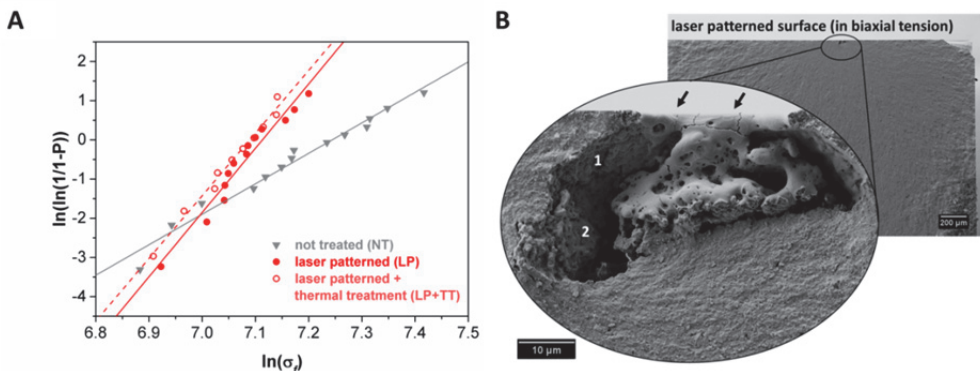 A
ln(ln(1/1-P))
2
1
0
-1
-2
-3
-4
not treated (NT)
laser patterned (LP)
laser patterned +
thermal treatment (LP+TT)
6.8
6.9
7.0
7.1
7.2
7.3
7.4
7.5
ln(σf)
B
laser patterned surface (in biaxial tension)
1
2
200 µm
10 µm